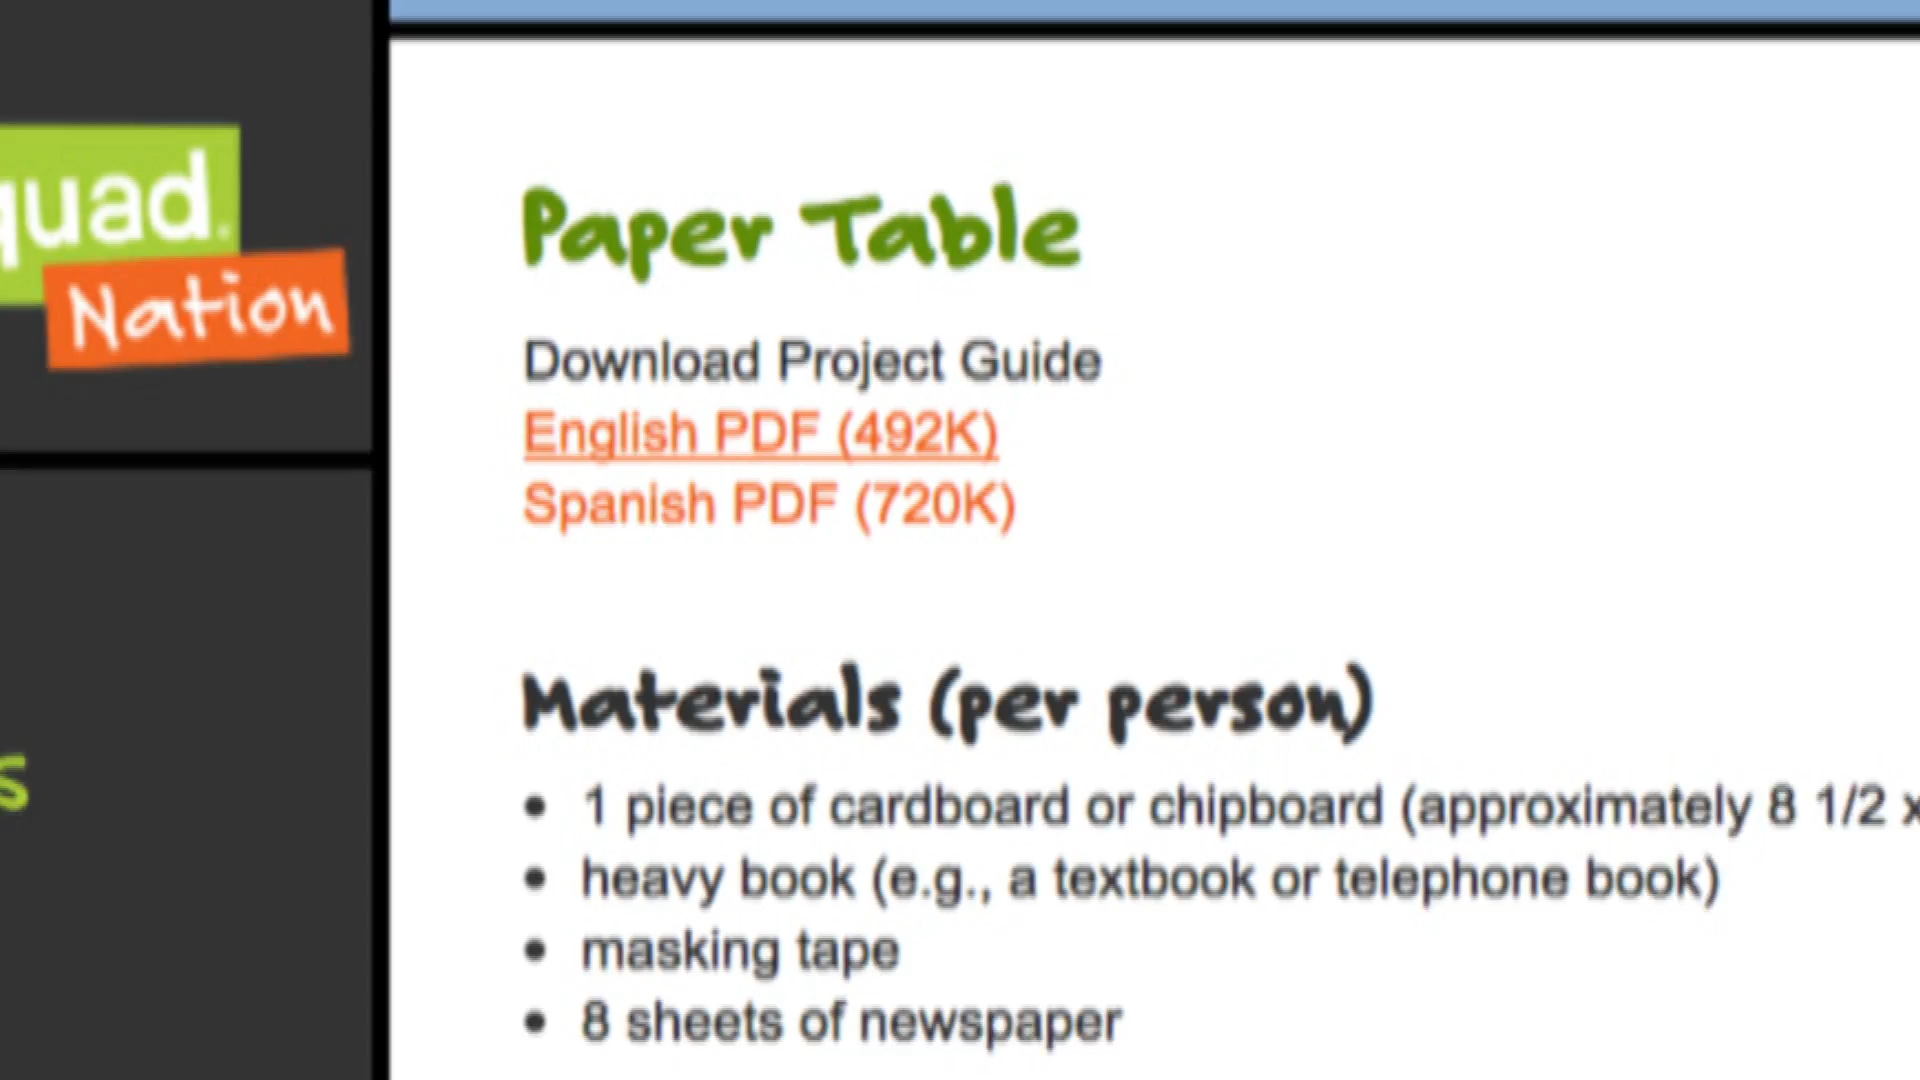 quad.
Nation
Paper Table
Download Project Guide
English PDF (492K)
Spanish PDF (720K)
Materials (per person)
s
• 1 piece of cardboard or chipboard (approximately 8 1/2 x
• heavy book (e.g., a textbook or telephone book)
• masking tape
• 8 sheets of newspaper